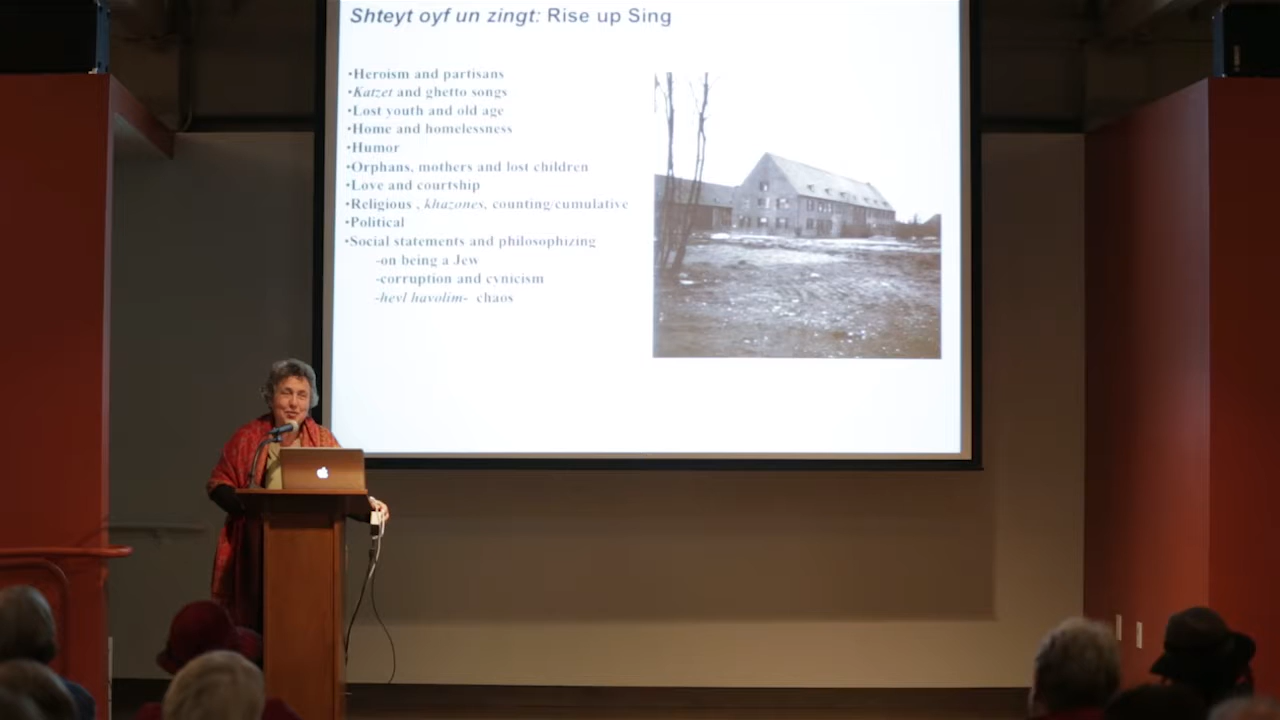 Shteyt oyf un zingt: Rise up Sing
•Heroism and partisans
•Katzet and ghetto songs
•Lost youth and old age
•Home and homelessness
•Humor
•Orphans, mothers and lost children
•Love and courtship
•Religious , khazones, counting/cumulative
•Political
•Social statements and philosophizing
-on being a Jew
-corruption and cynicism
-hevl havolim- chaos